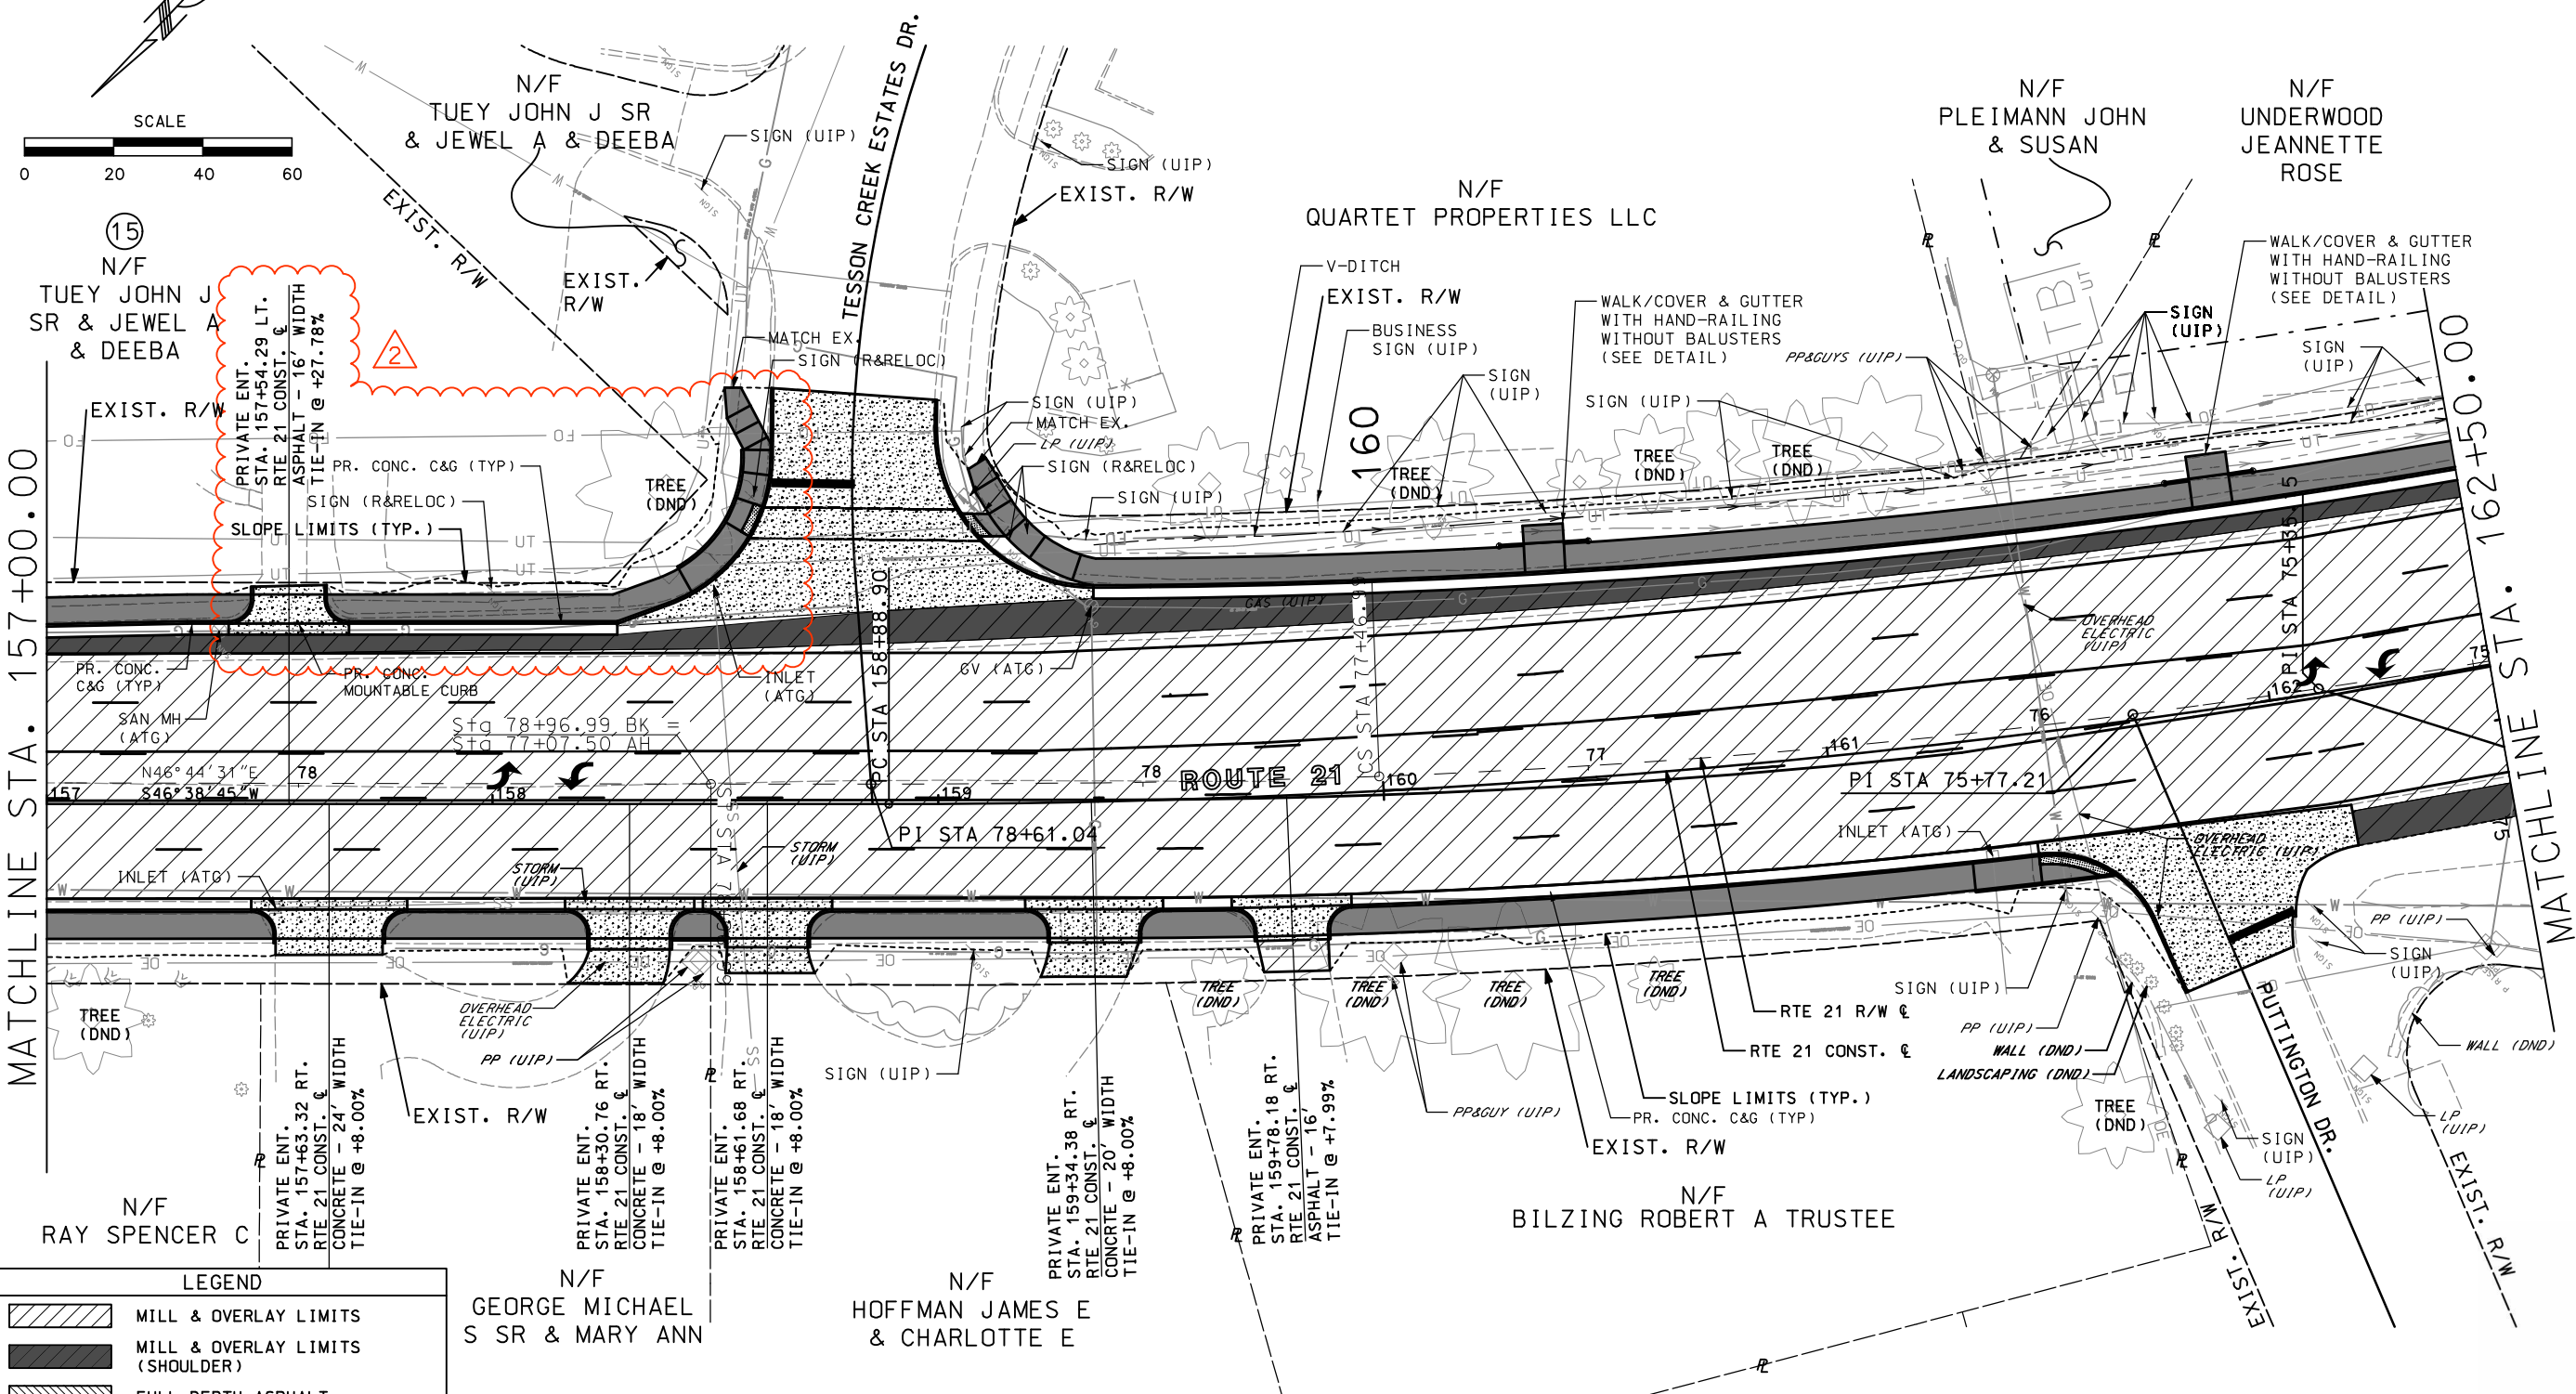 SCALE
0 20 40 60
N/F
TUEY JOHN J SR
& JEWEL A & DEEBA
SIGN (UIP)
TESSON CREEK ESTATES DR.
SIGN (UIP)
EXIST. R/W
EXIST. R/W
EXIST.
R/W
N/F
QUARTET PROPERTIES LLC
N/F
PLEIMANN JOHN
& SUSAN
N/F
UNDERWOOD
JEANNETTE
ROSE
15
N/F
TUEY JOHN J
SR & JEWEL A
& DEEBA
PRIVATE ENT.
STA. 157+54.29 LT.
RTE 21 CONST. ℄
ASPHALT - 16' WIDTH
TIE-IN @ +27.78%
2
V-DITCH
EXIST. R/W
BUSINESS
SIGN (UIP)
WALK/COVER & GUTTER
WITH HAND-RAILING
WITHOUT BALUSTERS
(SEE DETAIL)
PP&GUYS (UIP)
SIGN
(UIP)
WALK/COVER & GUTTER
WITH HAND-RAILING
WITHOUT BALUSTERS
(SEE DETAIL)
SIGN
(UIP)
SIGN
(UIP)
SIGN (UIP)
MATCH EX.
SIGN (R&RELOC)
SIGN (UIP)
MATCH EX.
LP (UIP)
SIGN (R&RELOC)
SIGN (UIP)
160
TREE
(DND)
TREE
(DND)
TREE
(DND)
TREE
(DND)
EXIST. R/W
PR. CONC. C&G (TYP)
SIGN (R&RELOC)
SLOPE LIMITS (TYP.)
MATCHLINE STA. 157+00.00
MATCHLINE STA. 162+50.00
PR. CONC.
C&G (TYP)
PR. CONC.
MOUNTABLE CURB
SAN MH
(ATG)
INLET
(ATG)
GV (ATG)
GAS (UIP)
PC STA 158+88.90
CS STA 77+46.99
OVERHEAD
ELECTRIC
(UIP)
Sta 78+96.99 BK =
Sta 77+07.50 AH
N46°44'31"E
S46°38'45"W
157
78
158
159
78
ROUTE 21
160
77
161
76
162
75
PI STA 78+61.04
PI STA 75+77.21
INLET (ATG)
STORM
(UIP)
STORM
(UIP)
INLET (ATG)
OVERHEAD
ELECTRIC (UIP)
PP (UIP)
SIGN
(UIP)
TREE
(DND)
OVERHEAD
ELECTRIC
(UIP)
PP (UIP)
SIGN (UIP)
TREE
(DND)
TREE
(DND)
TREE
(DND)
TREE
(DND)
RTE 21 R/W ℄
RTE 21 CONST. ℄
SLOPE LIMITS (TYP.)
PR. CONC. C&G (TYP)
EXIST. R/W
PP&GUY (UIP)
SIGN (UIP)
PP (UIP)
WALL (DND)
LANDSCAPING (DND)
TREE
(DND)
PUTTINGTON DR.
WALL (DND)
LP
(UIP)
SIGN
(UIP)
LP
(UIP)
EXIST. R/W
EXIST. R/W
EXIST. R/W
PRIVATE ENT.
STA. 157+63.32 RT.
RTE 21 CONST. ℄
CONCRETE - 24' WIDTH
TIE-IN @ +8.00%
PRIVATE ENT.
STA. 158+30.76 RT.
RTE 21 CONST. ℄
CONCRETE - 18' WIDTH
TIE-IN @ +8.00%
PRIVATE ENT.
STA. 158+61.68 RT.
RTE 21 CONST. ℄
CONCRETE - 18' WIDTH
TIE-IN @ +8.00%
PRIVATE ENT.
STA. 159+34.38 RT.
RTE 21 CONST. ℄
CONCRTE - 20' WIDTH
TIE-IN @ +8.00%
PRIVATE ENT.
STA. 159+78.18 RT.
RTE 21 CONST. ℄
ASPHALT - 16'
TIE-IN @ +7.99%
N/F
RAY SPENCER C
N/F
GEORGE MICHAEL
S SR & MARY ANN
N/F
HOFFMAN JAMES E
& CHARLOTTE E
N/F
BILZING ROBERT A TRUSTEE
LEGEND
MILL & OVERLAY LIMITS
MILL & OVERLAY LIMITS
(SHOULDER)